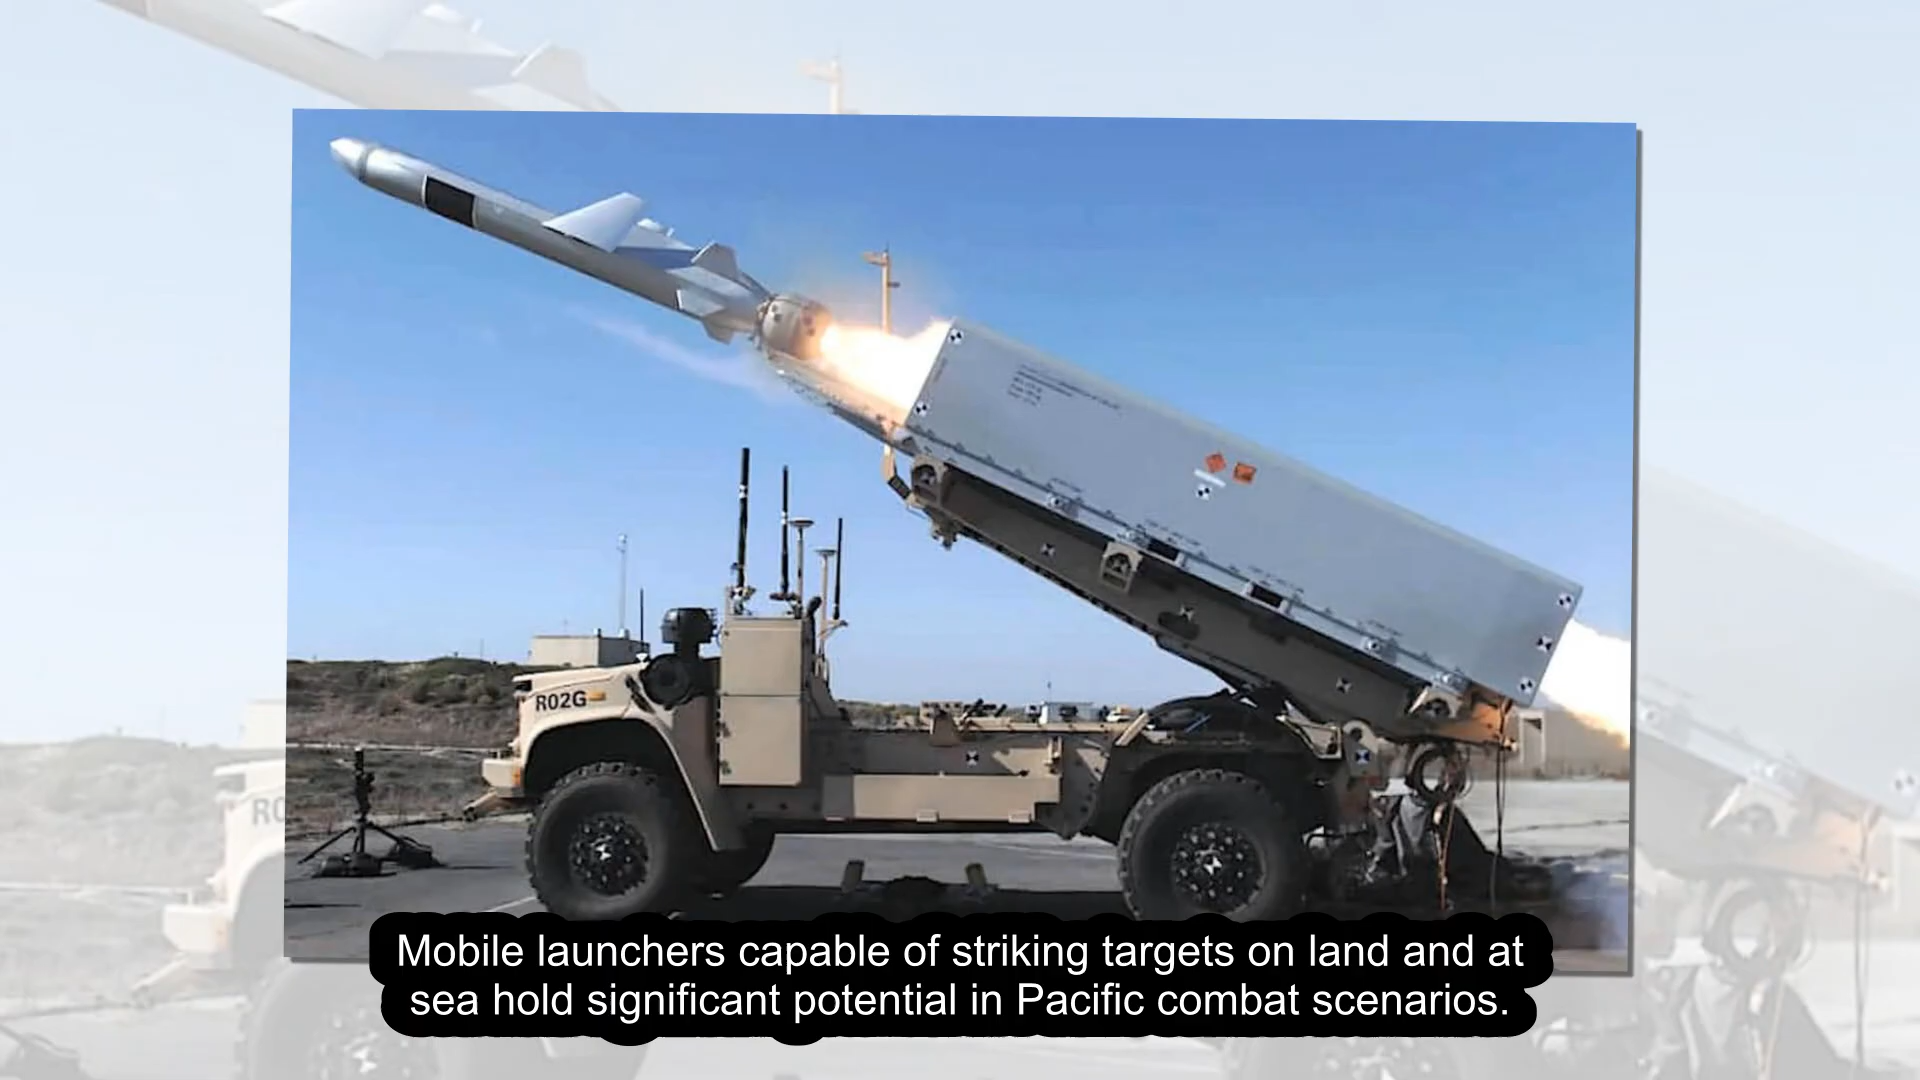 R02G
Mobile launchers capable of striking targets on land and at
sea hold significant potential in Pacific combat scenarios.